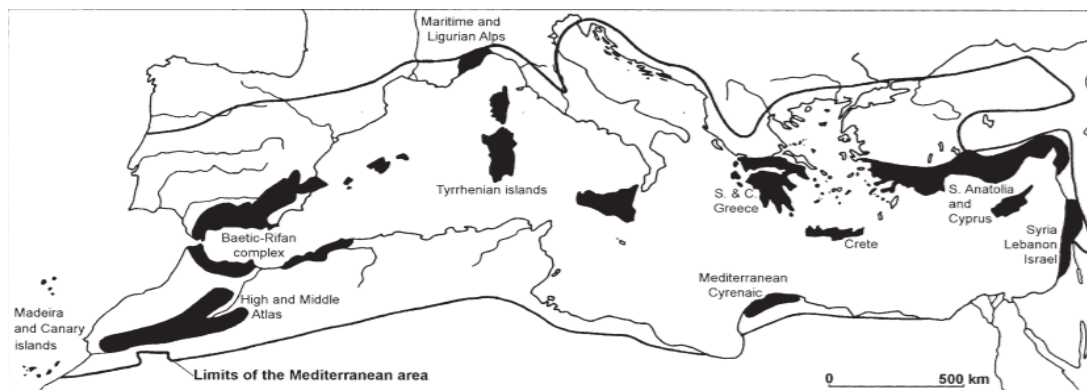 Maritime and
Ligurian Alps
Tyrrhenian islands
S. & C.
Greece
S. Anatolia
and
Cyprus
Syria
Lebanon
Israel
Crete
Baetic-Rifan
complex
Mediterranean
Cyrenaic
High and Middle
Atlas
Madeira
and Canary
islands
Limits of the Mediterranean area
0 500 km